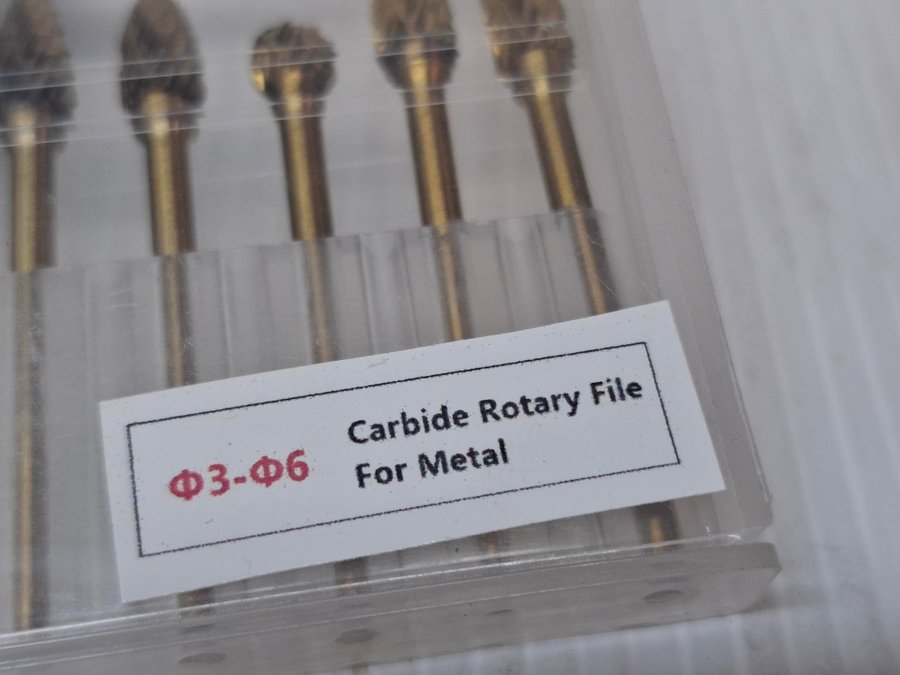 Φ3-Φ6
Carbide Rotary File
For Metal